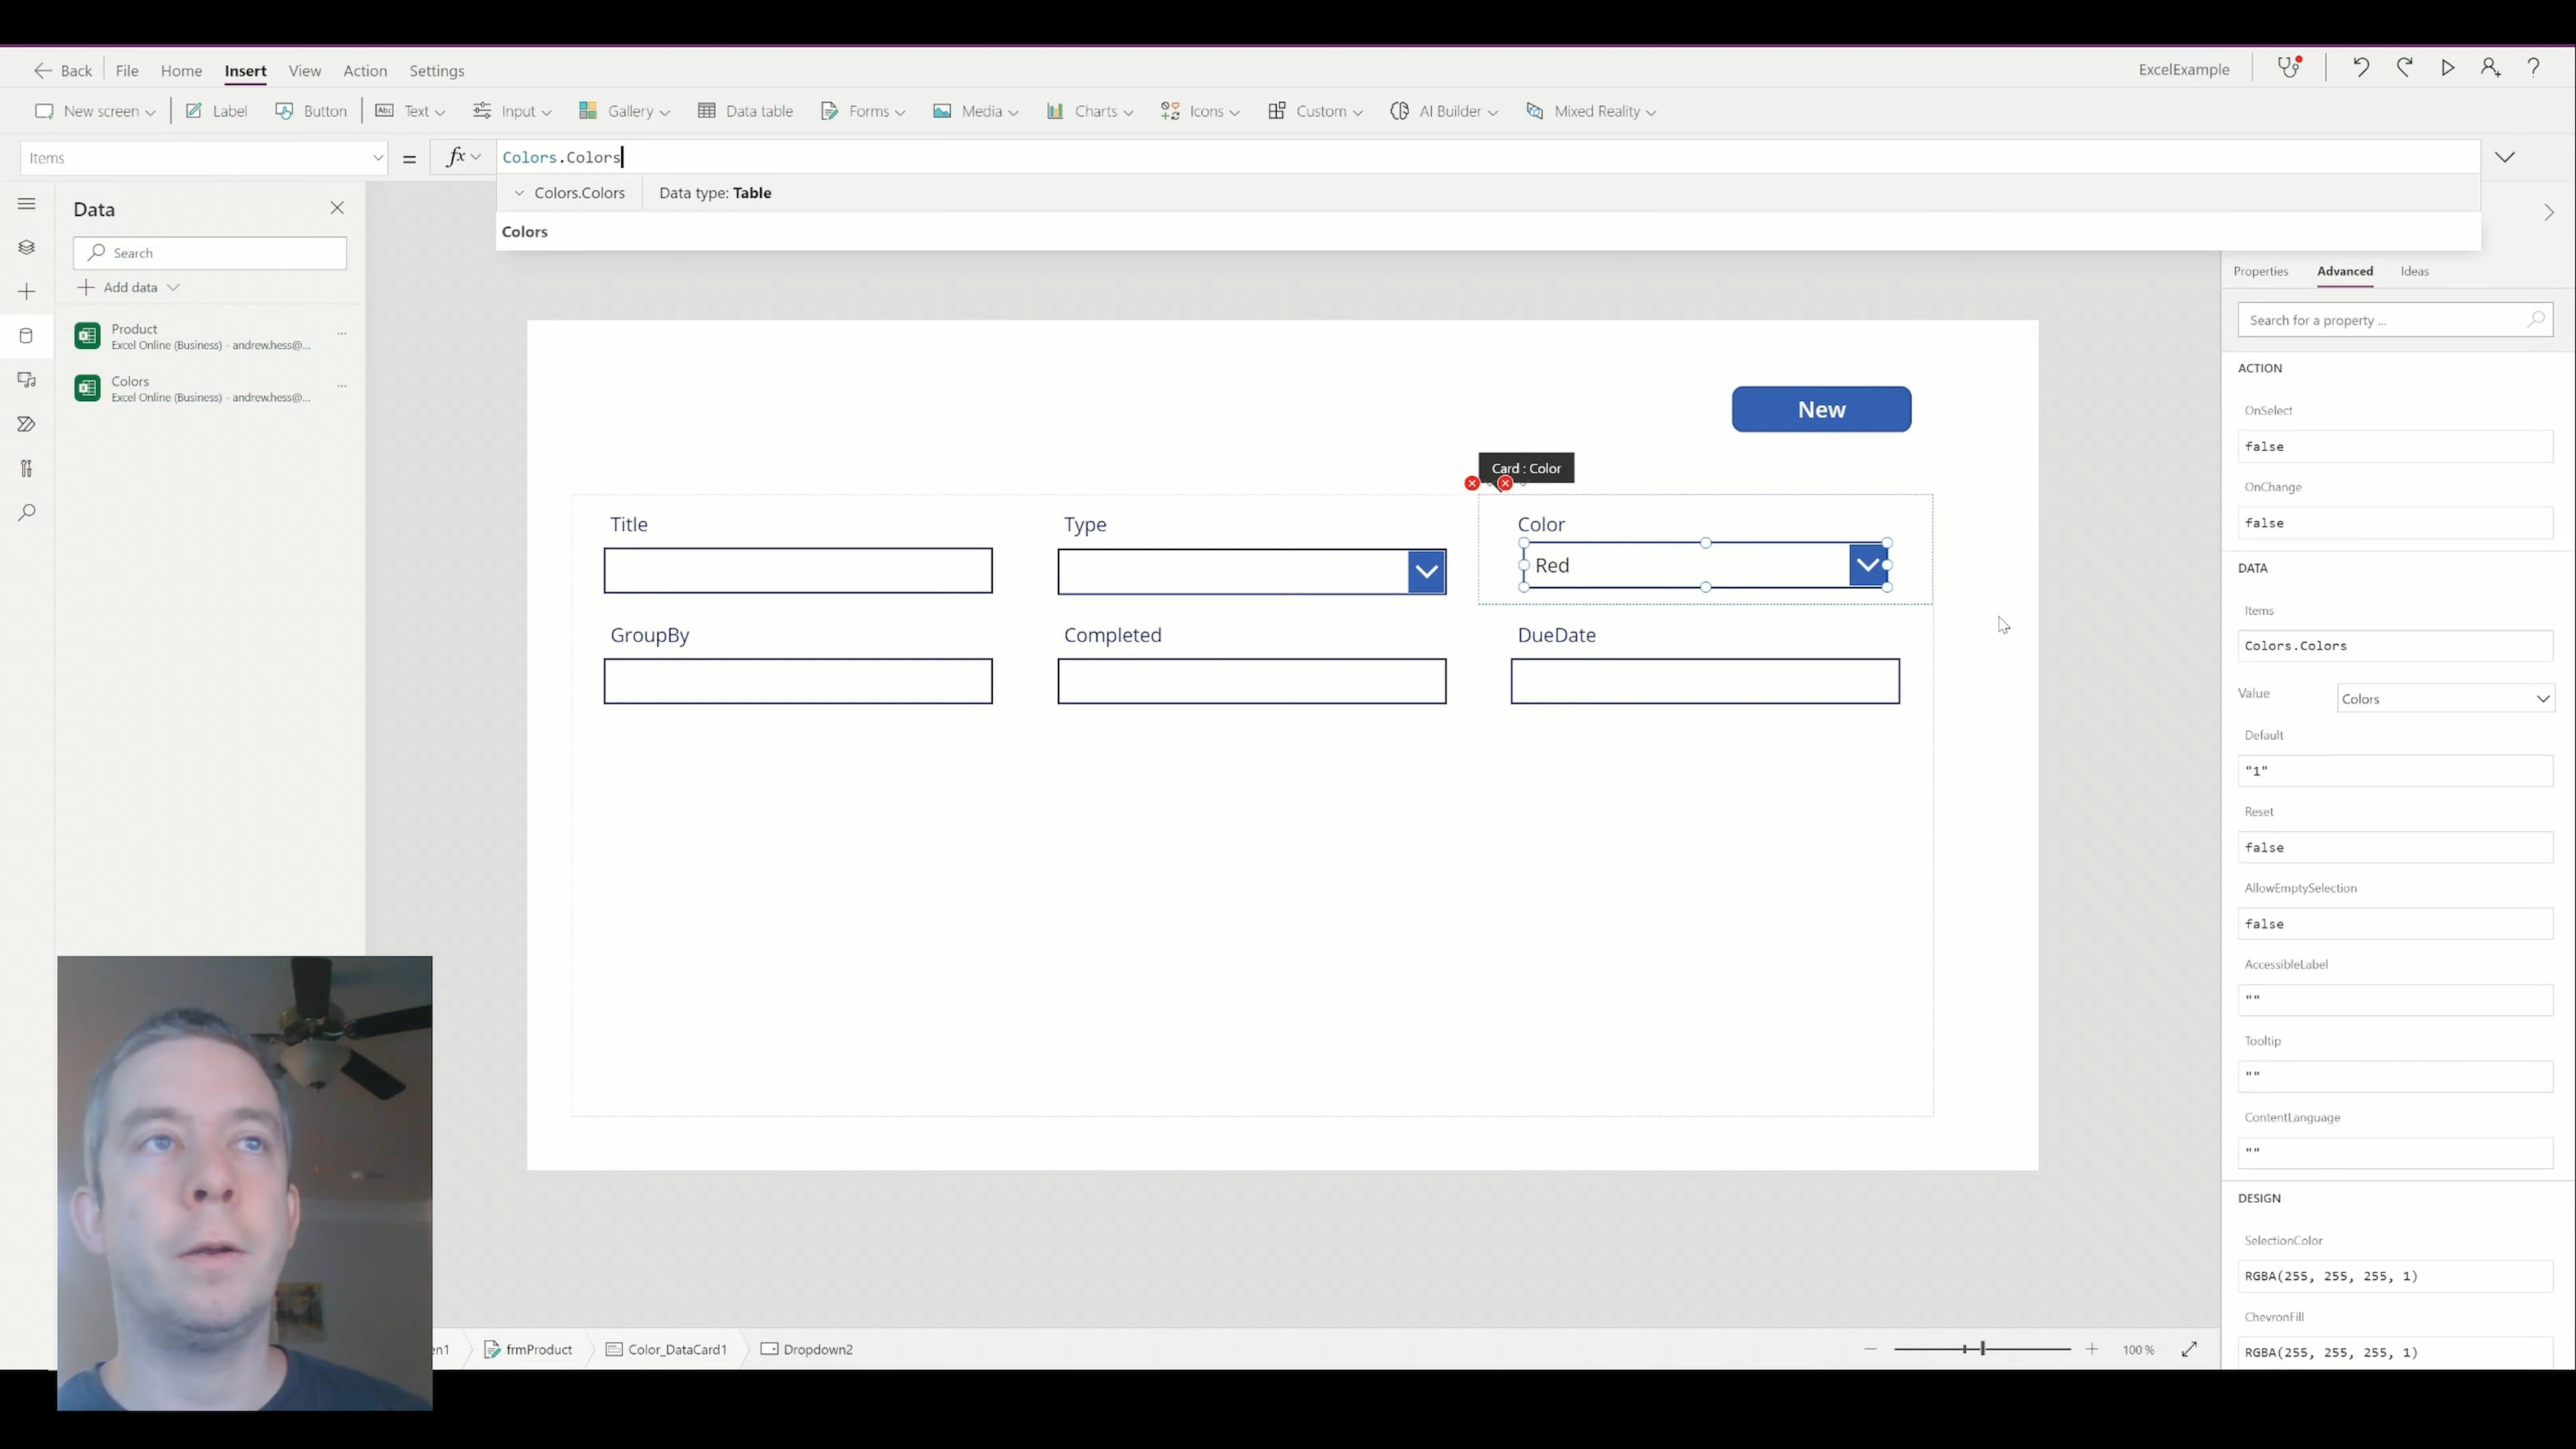 Back File Home Insert View Action Settings ExcelExample
New screen Label Button Text Input Gallery Data table Forms Media Charts Icons Custom AI Builder Mixed Reality
Items = fx Colors.Colors
Colors.Colors Data type: Table
Colors
Data
Search
Add data
Product
Excel Online (Business) - andrew.hess@...
Colors
Excel Online (Business) - andrew.hess@...
New
Card : Color
Title Type Color
Red
GroupBy Completed DueDate
Properties Advanced Ideas
Search for a property ...
ACTION
OnSelect
false
OnChange
false
DATA
Items
Colors.Colors
Value Colors
Default
"1"
Reset
false
AllowEmptySelection
false
AccessibleLabel
""
Tooltip
""
ContentLanguage
""
DESIGN
SelectionColor
RGBA(255, 255, 255, 1)
ChevronFill
RGBA(255, 255, 255, 1)
en1 frmProduct Color_DataCard1 Dropdown2 100 %